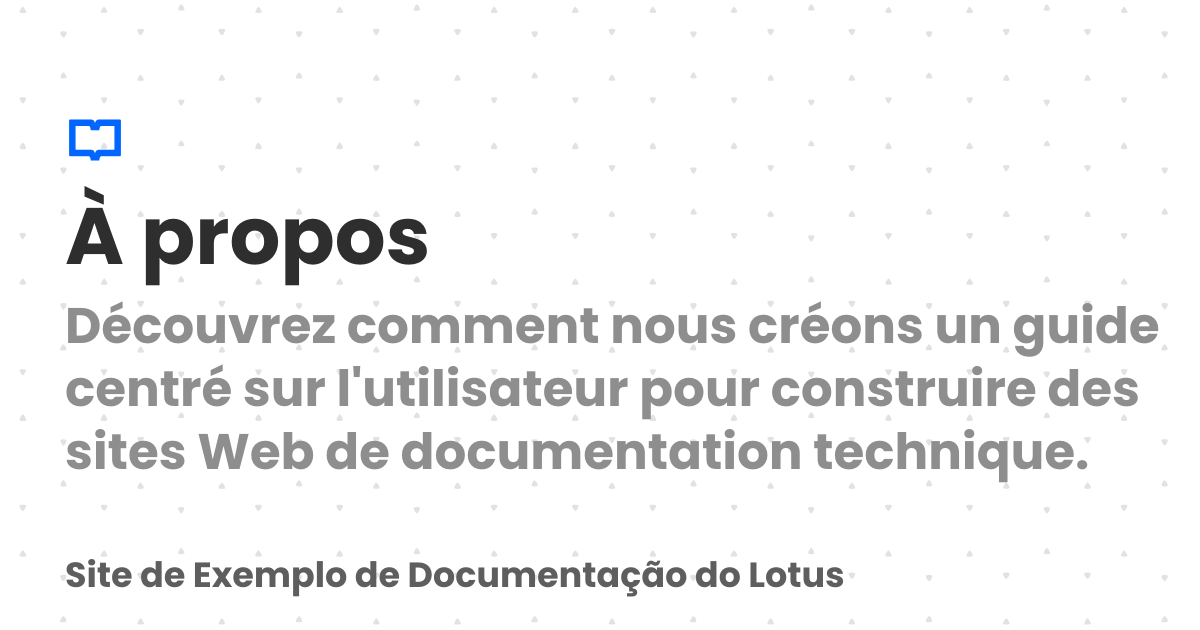 À propos
Découvrez comment nous créons un guide
centré sur l'utilisateur pour construire des
sites Web de documentation technique.
Site de Exemplo de Documentação do Lotus